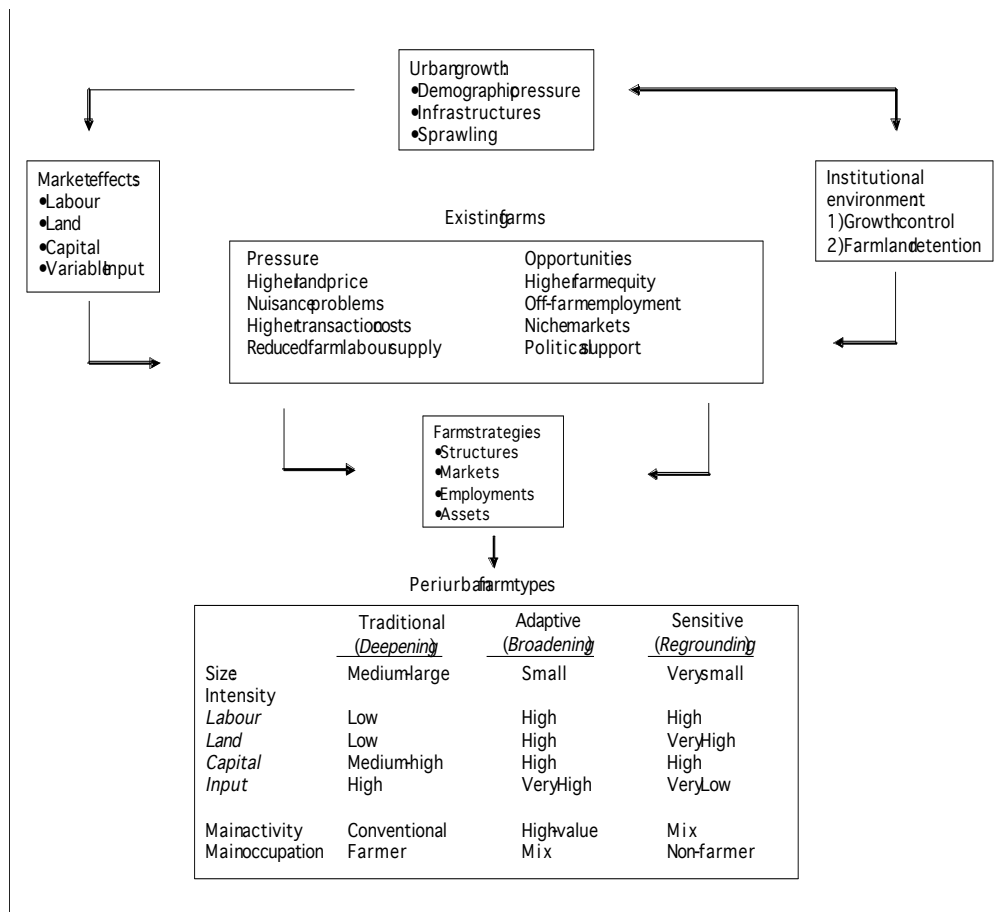 Urban growth:
•Demographic pressure
•Infrastructures
•Sprawling
Market effects:
•Labour
•Land
•Capital
•Variable Input
Institutional
environment:
1) Growth control
2) Farmland retention
Existing farms
Pressure: Opportunities:
Higher land price Higher farm equity
Nuisance problems Off-farm employment
Higher transaction costs Niche markets
Reduced farm labour supply Political support
Farm strategies:
•Structures
•Markets
•Employments
•Assets
Periurban farm types
Traditional Adaptive Sensitive
(Deepening) (Broadening) (Regrounding)
Size: Medium-large Small Very small
Intensity
Labour Low High High
Land Low High Very High
Capital Medium-high High High
Input High Very High Very Low
Main activity Conventional High-value Mix
Main occupation Farmer Mix Non-farmer